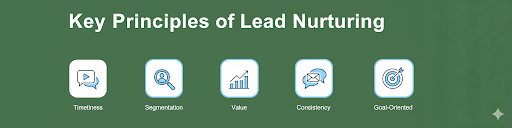 Key Principles of Lead Nurturing
Timeliness
Segmentation
Value
Consistency
Goal-Oriented